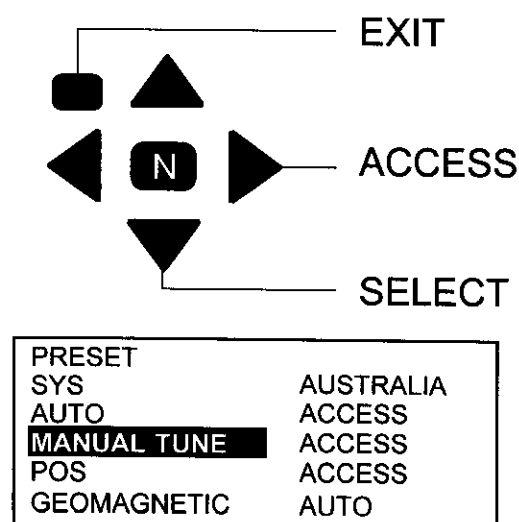 EXIT
N
ACCESS
SELECT
PRESET
SYS AUSTRALIA
AUTO ACCESS
MANUAL TUNE ACCESS
POS ACCESS
GEOMAGNETIC AUTO